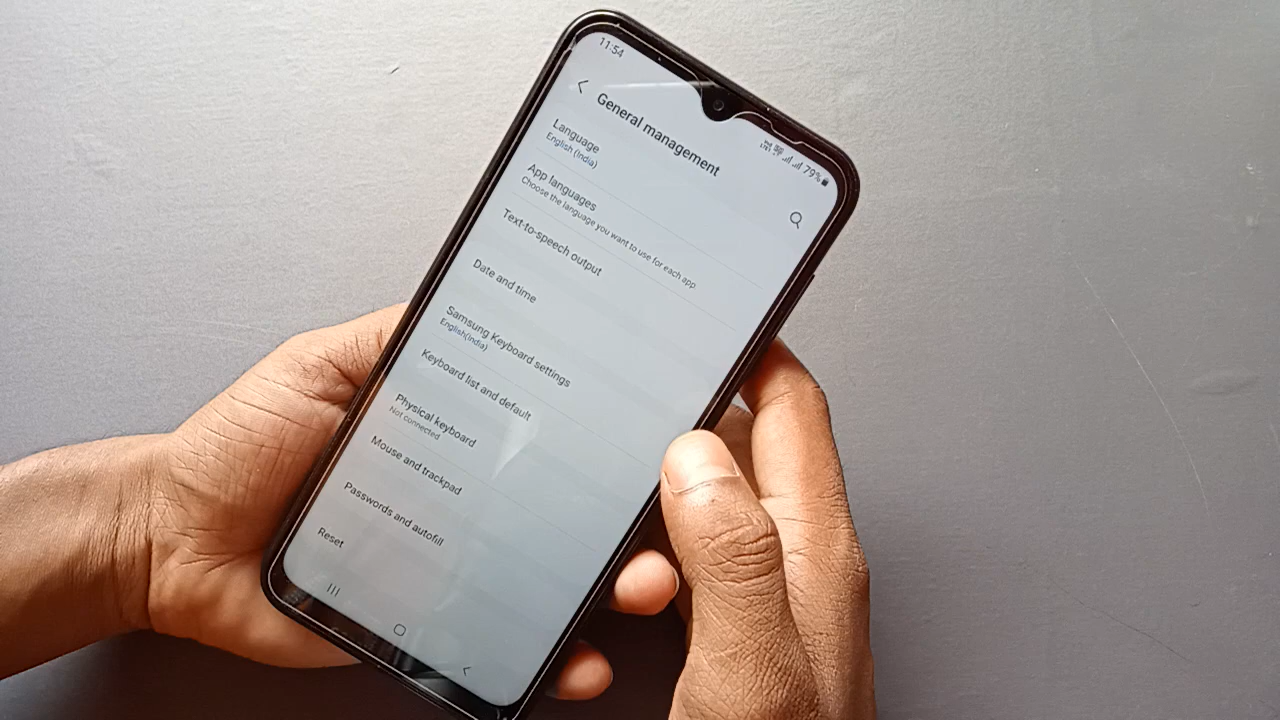 11:54
79%
General management
Language
English (India)
App languages
Choose the language you want to use for each app
Text-to-speech output
Date and time
Samsung Keyboard settings
English(India)
Keyboard list and default
Physical keyboard
Not connected
Mouse and trackpad
Passwords and autofill
Reset